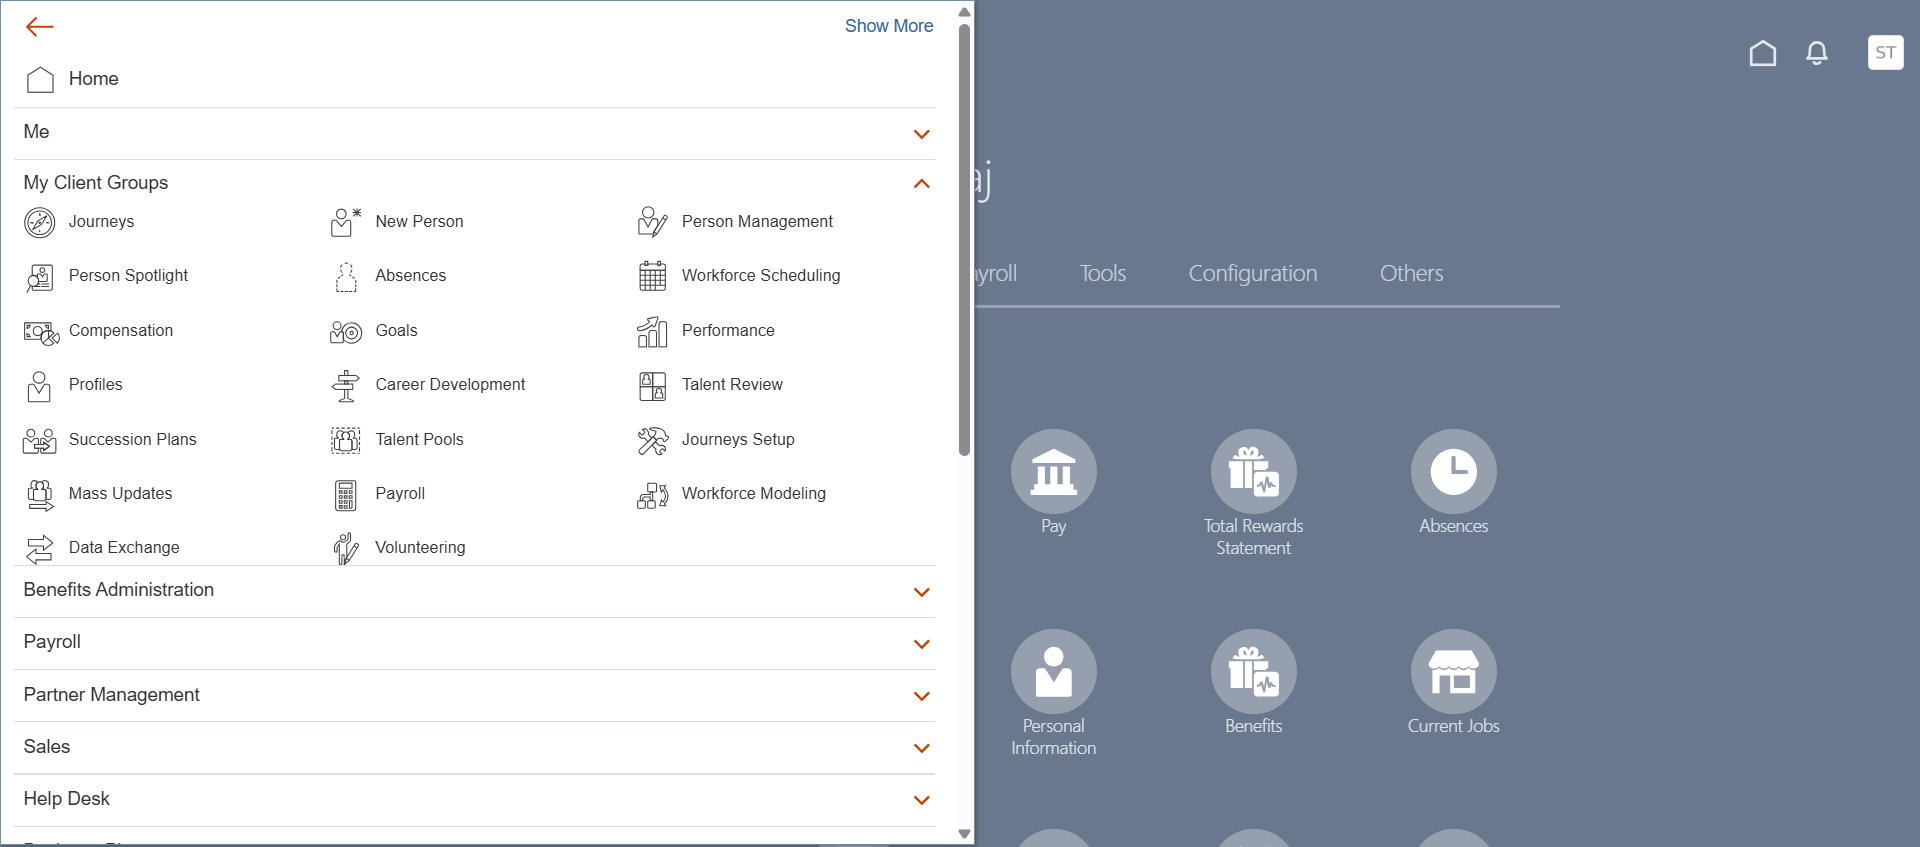 Show More
Home
Me
My Client Groups
Journeys
New Person
Person Management
Person Spotlight
Absences
Workforce Scheduling
Compensation
Goals
Performance
Profiles
Career Development
Talent Review
Succession Plans
Talent Pools
Journeys Setup
Mass Updates
Payroll
Workforce Modeling
Data Exchange
Volunteering
Benefits Administration
Payroll
Partner Management
Sales
Help Desk
ST
aj
ayroll
Tools
Configuration
Others
Pay
Total Rewards
Statement
Absences
Personal
Information
Benefits
Current Jobs